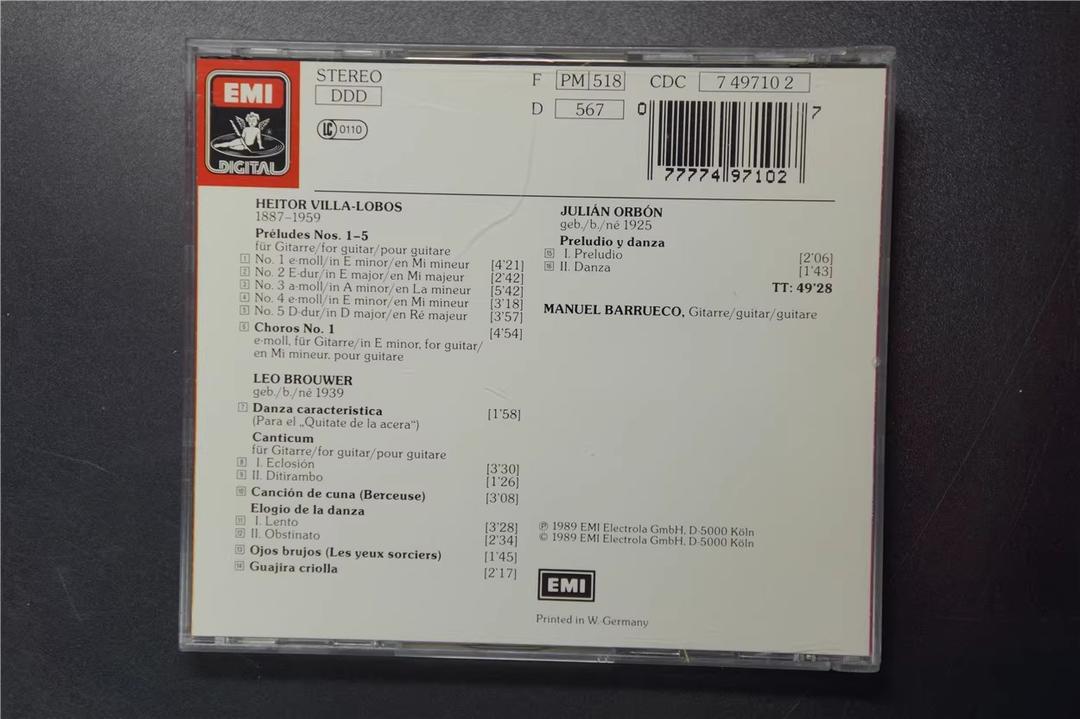 EMI
DIGITAL
STEREO
DDD
LC 0110
F PM 518 CDC 7 49710 2
D 567
0 77774 97102 7
HEITOR VILLA-LOBOS
1887–1959
Préludes Nos. 1–5
für Gitarre/for guitar/pour guitare
1 No. 1 e-moll/in E minor/en Mi mineur [4'21]
2 No. 2 E-dur/in E major/en Mi majeur [2'42]
3 No. 3 a-moll/in A minor/en La mineur [5'42]
4 No. 4 e-moll/in E minor/en Mi mineur [3'18]
5 No. 5 D-dur/in D major/en Ré majeur [3'57]
6 Choros No. 1 [4'54]
e-moll, für Gitarre/in E minor, for guitar/
en Mi mineur, pour guitare
LEO BROUWER
geb./b./né 1939
7 Danza caracteristica [1'58]
(Para el „Quitate de la acera“)
Canticum
für Gitarre/for guitar/pour guitare
8 I. Eclosión [3'30]
9 II. Ditirambo [1'26]
10 Canción de cuna (Berceuse) [3'08]
Elogio de la danza
11 I. Lento [3'28]
12 II. Obstinato [2'34]
13 Ojos brujos (Les yeux sorciers) [1'45]
14 Guajira criolla [2'17]
JULIÁN ORBÓN
geb./b./né 1925
Preludio y danza
15 I. Preludio [2'06]
16 II. Danza [1'43]
TT: 49'28
MANUEL BARRUECO, Gitarre/guitar/guitare
℗ 1989 EMI Electrola GmbH, D-5000 Köln
© 1989 EMI Electrola GmbH, D-5000 Köln
EMI
Printed in W. Germany